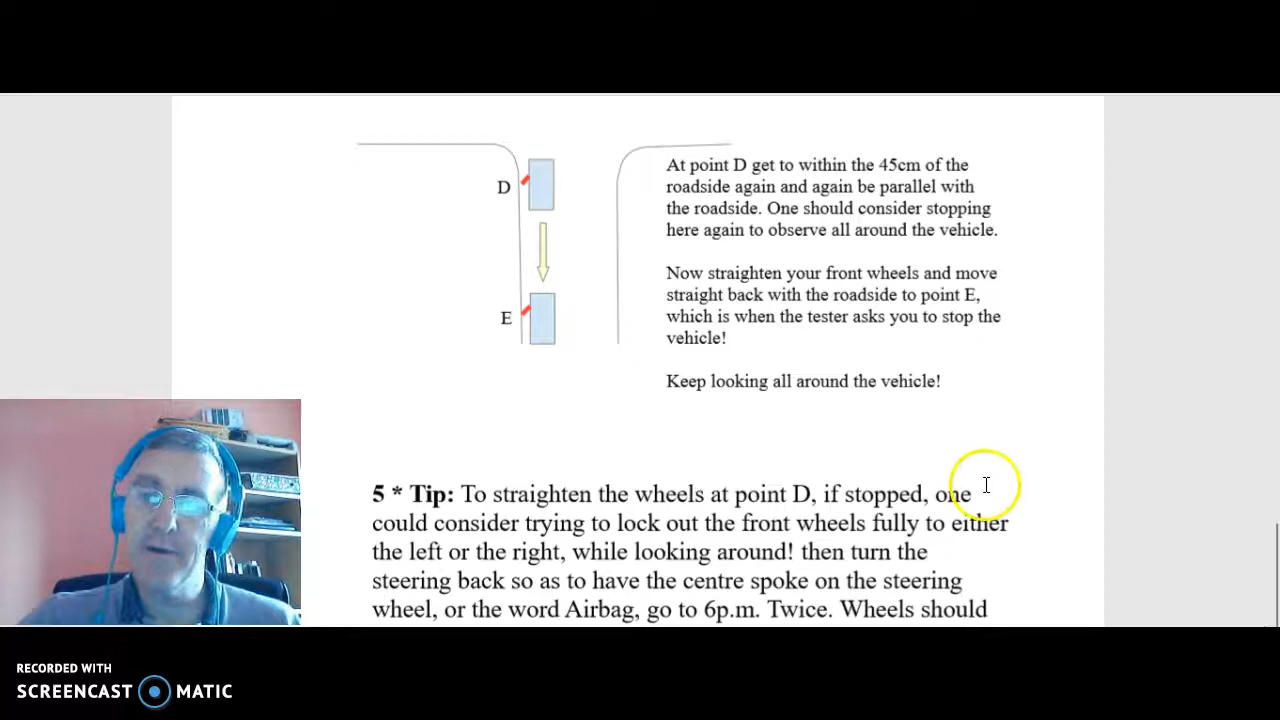 D
At point D get to within the 45cm of the
roadside again and again be parallel with
the roadside. One should consider stopping
here again to observe all around the vehicle.
Now straighten your front wheels and move
straight back with the roadside to point E,
which is when the tester asks you to stop the
vehicle!
E
Keep looking all around the vehicle!
5 * Tip: To straighten the wheels at point D, if stopped, one
could consider trying to lock out the front wheels fully to either
the left or the right, while looking around! then turn the
steering back so as to have the centre spoke on the steering
wheel, or the word Airbag, go to 6p.m. Twice. Wheels should
RECORDED WITH
SCREENCAST MATIC